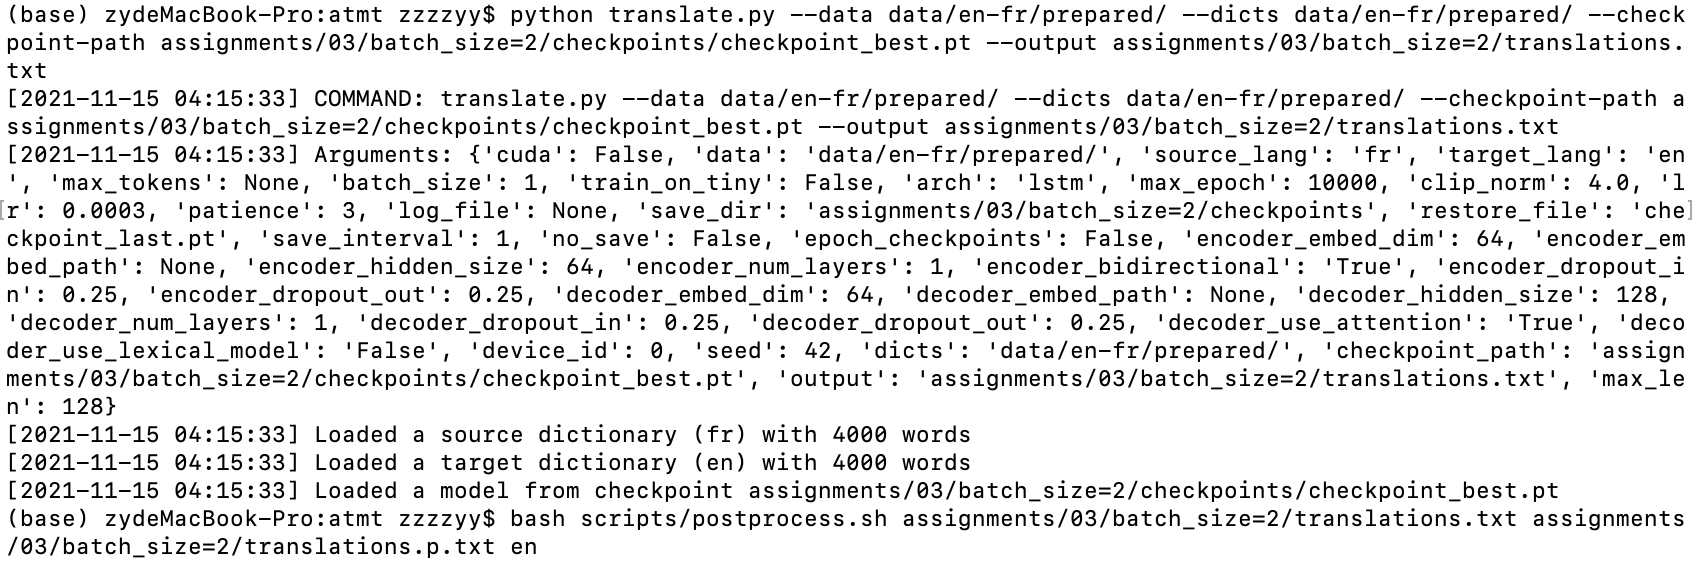 (base) zydeMacBook-Pro:atmt zzzzyy$ python translate.py --data data/en-fr/prepared/ --dicts data/en-fr/prepared/ --check
point-path assignments/03/batch_size=2/checkpoints/checkpoint_best.pt --output assignments/03/batch_size=2/translations.
txt
[2021-11-15 04:15:33] COMMAND: translate.py --data data/en-fr/prepared/ --dicts data/en-fr/prepared/ --checkpoint-path a
ssignments/03/batch_size=2/checkpoints/checkpoint_best.pt --output assignments/03/batch_size=2/translations.txt
[2021-11-15 04:15:33] Arguments: {'cuda': False, 'data': 'data/en-fr/prepared/', 'source_lang': 'fr', 'target_lang': 'en
', 'max_tokens': None, 'batch_size': 1, 'train_on_tiny': False, 'arch': 'lstm', 'max_epoch': 10000, 'clip_norm': 4.0, 'l
[r': 0.0003, 'patience': 3, 'log_file': None, 'save_dir': 'assignments/03/batch_size=2/checkpoints', 'restore_file': 'che]
ckpoint_last.pt', 'save_interval': 1, 'no_save': False, 'epoch_checkpoints': False, 'encoder_embed_dim': 64, 'encoder_em
bed_path': None, 'encoder_hidden_size': 64, 'encoder_num_layers': 1, 'encoder_bidirectional': 'True', 'encoder_dropout_i
n': 0.25, 'encoder_dropout_out': 0.25, 'decoder_embed_dim': 64, 'decoder_embed_path': None, 'decoder_hidden_size': 128, 
'decoder_num_layers': 1, 'decoder_dropout_in': 0.25, 'decoder_dropout_out': 0.25, 'decoder_use_attention': 'True', 'deco
der_use_lexical_model': 'False', 'device_id': 0, 'seed': 42, 'dicts': 'data/en-fr/prepared/', 'checkpoint_path': 'assign
ments/03/batch_size=2/checkpoints/checkpoint_best.pt', 'output': 'assignments/03/batch_size=2/translations.txt', 'max_le
n': 128}
[2021-11-15 04:15:33] Loaded a source dictionary (fr) with 4000 words
[2021-11-15 04:15:33] Loaded a target dictionary (en) with 4000 words
[2021-11-15 04:15:33] Loaded a model from checkpoint assignments/03/batch_size=2/checkpoints/checkpoint_best.pt
(base) zydeMacBook-Pro:atmt zzzzyy$ bash scripts/postprocess.sh assignments/03/batch_size=2/translations.txt assignments
/03/batch_size=2/translations.p.txt en